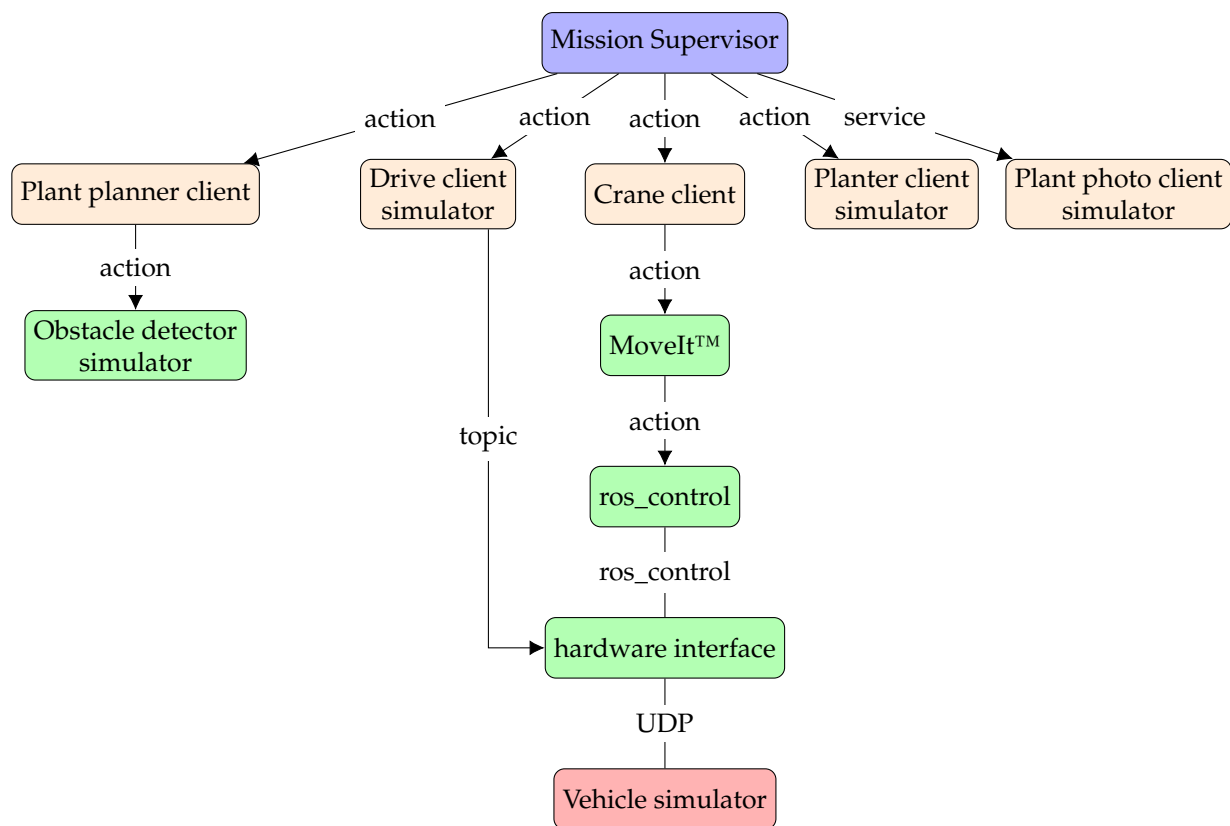 Mission Supervisor
action
action
action
action
service
Plant planner client
Drive client
simulator
Crane client
Planter client
simulator
Plant photo client
simulator
action
action
Obstacle detector
simulator
MoveIt™
action
topic
ros_control
ros_control
hardware interface
UDP
Vehicle simulator